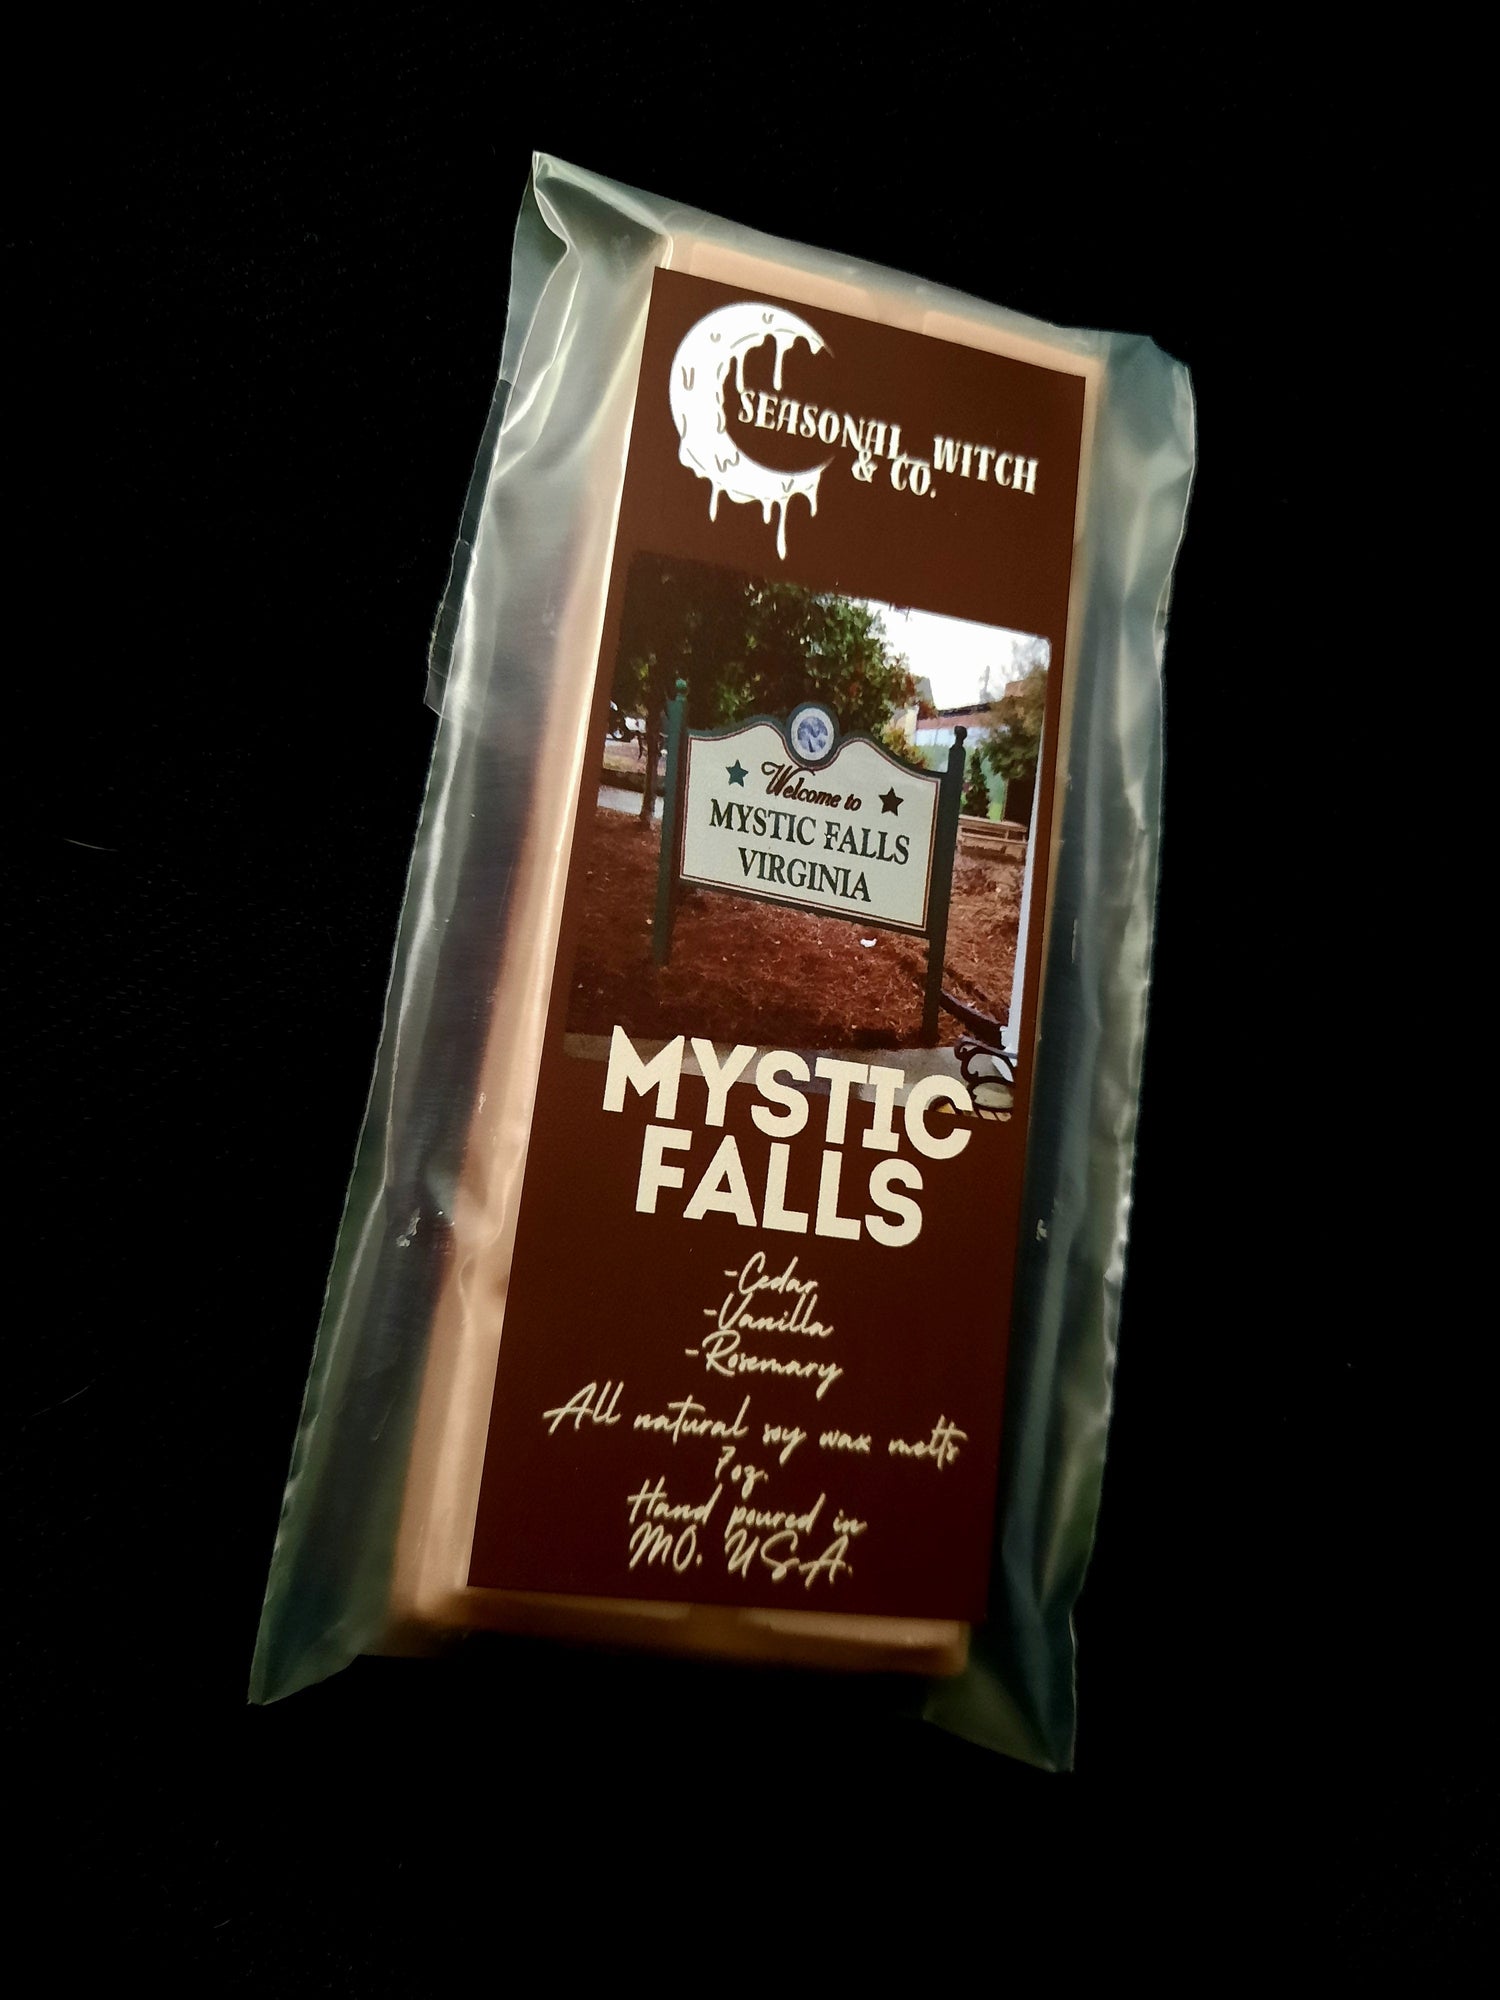 SEASONAL WITCH
& CO.
Welcome to
MYSTIC FALLS
VIRGINIA
MYSTIC
FALLS
-Cedar
-Vanilla
-Rosemary
All natural soy wax melts
7oz.
Hand poured in
MO. USA.